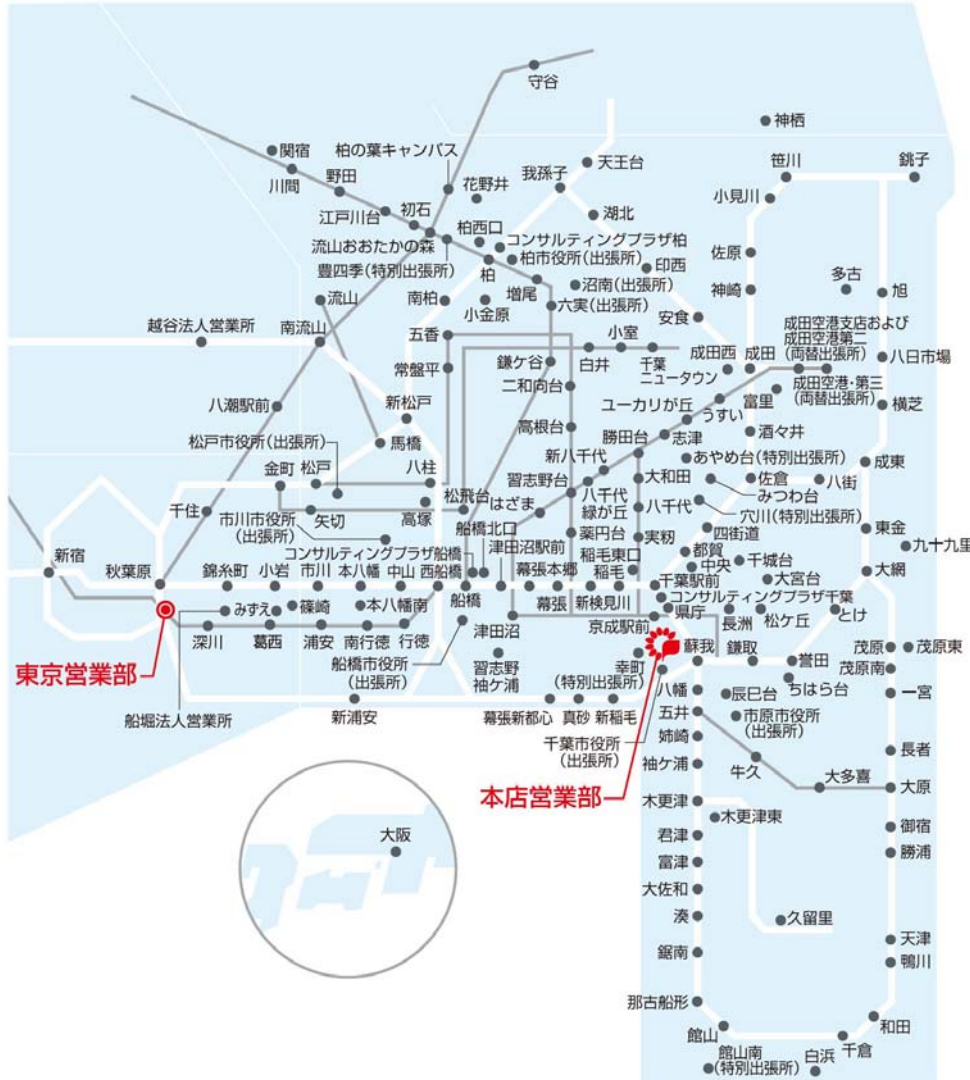 守谷
神栖
関宿
柏の葉キャンパス
天王台
川間
野田
花野井
我孫子
笹川
銚子
小見川
江戸川台
初石
湖北
柏西口
コンサルティングプラザ柏
流山おおたかの森
柏市役所(出張所)
豊四季(特別出張所)
柏
印西
佐原
多古
沼南(出張所)
増尾
神崎
旭
流山
南柏
小金原
六実(出張所)
越谷法人営業所
南流山
五香
小室
安食
成田空港支店および
成田空港第二
(両替出張所)
常盤平
鎌ケ谷
白井
千葉
ニュータウン
成田西
成田
八日市場
二和向台
成田空港・第三
(両替出張所)
八潮駅前
新松戸
ユーカリが丘
うすい
富里
横芝
松戸市役所(出張所)
馬橋
高根台
勝田台
志津
酒々井
金町
松戸
八柱
新八千代
あやめ台(特別出張所)
成東
習志野台
大和田
佐倉
八街
千住
市川市役所
(出張所)
矢切
高塚
松飛台
はざま
八千代
緑が丘
八千代
みつわ台
穴川(特別出張所)
船橋北口
津田沼駅前
薬円台
実籾
四街道
東金
九十九里
コンサルティングプラザ船橋
稲毛東口
都賀
新宿
秋葉原
錦糸町
小岩
市川
本八幡
中山
西船橋
船橋
幕張本郷
幕張
稲毛
新検見川
中央
千城台
千葉駅前
大宮台
大網
コンサルティングプラザ千葉
みずえ
篠崎
本八幡南
県庁
長洲
松ケ丘
とけ
深川
葛西
浦安
南行徳
行徳
津田沼
京成駅前
東京営業部
船橋市役所
(出張所)
習志野
袖ケ浦
幸町
(特別出張所)
蘇我
鎌取
誉田
茂原
茂原東
茂原南
ちはら台
船堀法人営業所
新浦安
幕張新都心
真砂
新稲毛
八幡
辰巳台
一宮
五井
市原市役所
(出張所)
千葉市役所
(出張所)
姉崎
長者
袖ケ浦
牛久
大多喜
大原
本店営業部
木更津
木更津東
御宿
大阪
君津
勝浦
富津
大佐和
湊
久留里
天津
鋸南
鴨川
那古船形
館山
和田
館山南
(特別出張所)
白浜
千倉